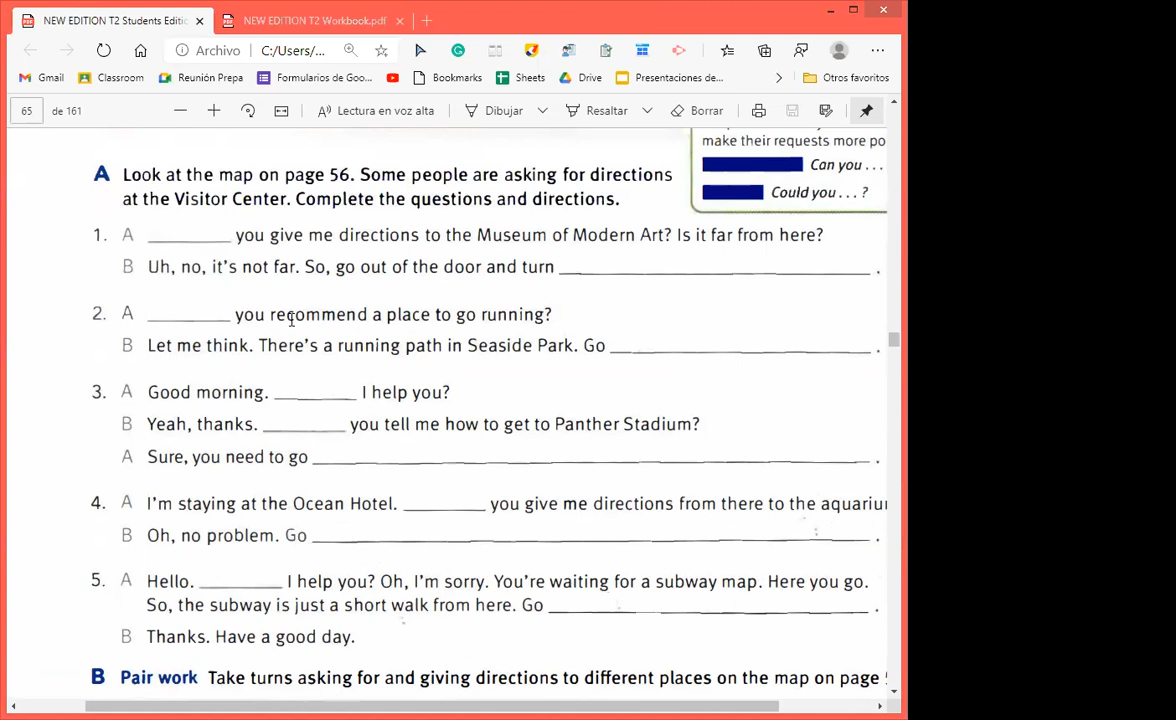 NEW EDITION T2 Students Editic
NEW EDITION T2 Workbook.pdf
Archivo C:/Users/...
Gmail Classroom Reunión Prepa Formularios de Goo... Bookmarks Sheets Drive Presentaciones de... Otros favoritos
65 de 161 Lectura en voz alta Dibujar Resaltar Borrar
make their requests more po
Can you . . .
Could you . . . ?
A Look at the map on page 56. Some people are asking for directions
at the Visitor Center. Complete the questions and directions.
1. A ________ you give me directions to the Museum of Modern Art? Is it far from here?
B Uh, no, it's not far. So, go out of the door and turn ________ .
2. A ________ you recommend a place to go running?
B Let me think. There's a running path in Seaside Park. Go ________ .
3. A Good morning. ________ I help you?
B Yeah, thanks. ________ you tell me how to get to Panther Stadium?
A Sure, you need to go ________ .
4. A I'm staying at the Ocean Hotel. ________ you give me directions from there to the aquariu
B Oh, no problem. Go ________ .
5. A Hello. ________ I help you? Oh, I'm sorry. You're waiting for a subway map. Here you go.
So, the subway is just a short walk from here. Go ________ .
B Thanks. Have a good day.
B Pair work Take turns asking for and giving directions to different places on the map on page